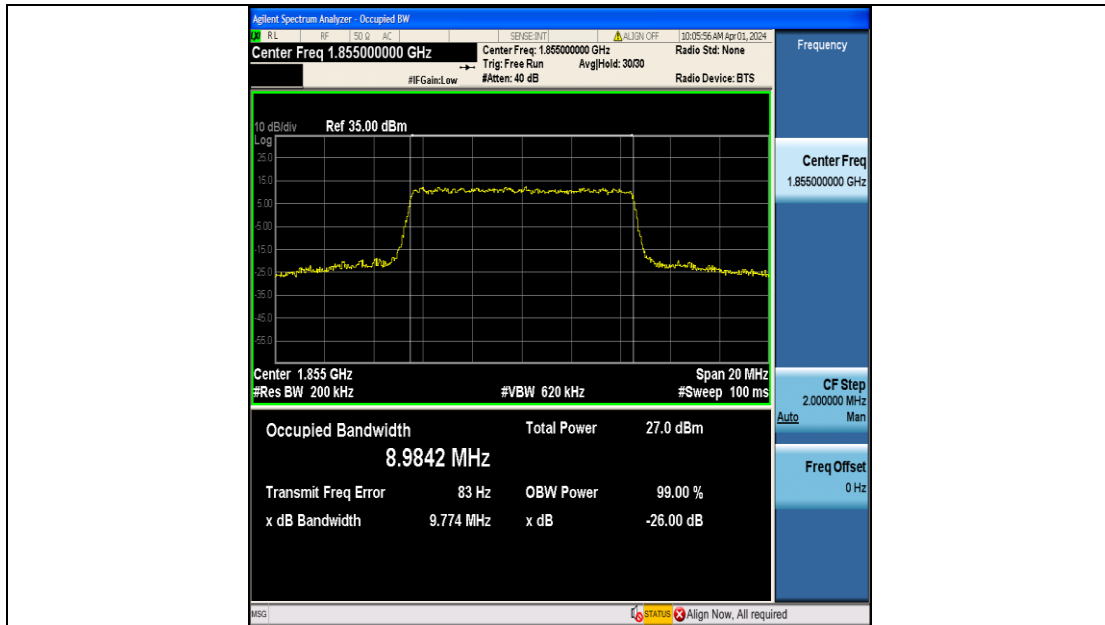 Agilent Spectrum Analyzer - Occupied BW
RL RF 50 Ω AC SENSE:INT ALIGN OFF 10:05:56 AM Apr 01, 2024
Center Freq 1.855000000 GHz
Center Freq: 1.855000000 GHz Radio Std: None
Trig: Free Run Avg|Hold: 30/30
#IFGain:Low #Atten: 40 dB Radio Device: BTS
10 dB/div Ref 35.00 dBm
Log
25.0
15.0
5.00
-5.00
-15.0
-25.0
-35.0
-45.0
-55.0
Center 1.855 GHz Span 20 MHz
#Res BW 200 kHz #VBW 620 kHz #Sweep 100 ms
Occupied Bandwidth Total Power 27.0 dBm
8.9842 MHz
Transmit Freq Error 83 Hz OBW Power 99.00 %
x dB Bandwidth 9.774 MHz x dB -26.00 dB
Frequency
Center Freq
1.855000000 GHz
CF Step
2.000000 MHz
Auto Man
Freq Offset
0 Hz
MSG STATUS Align Now, All required